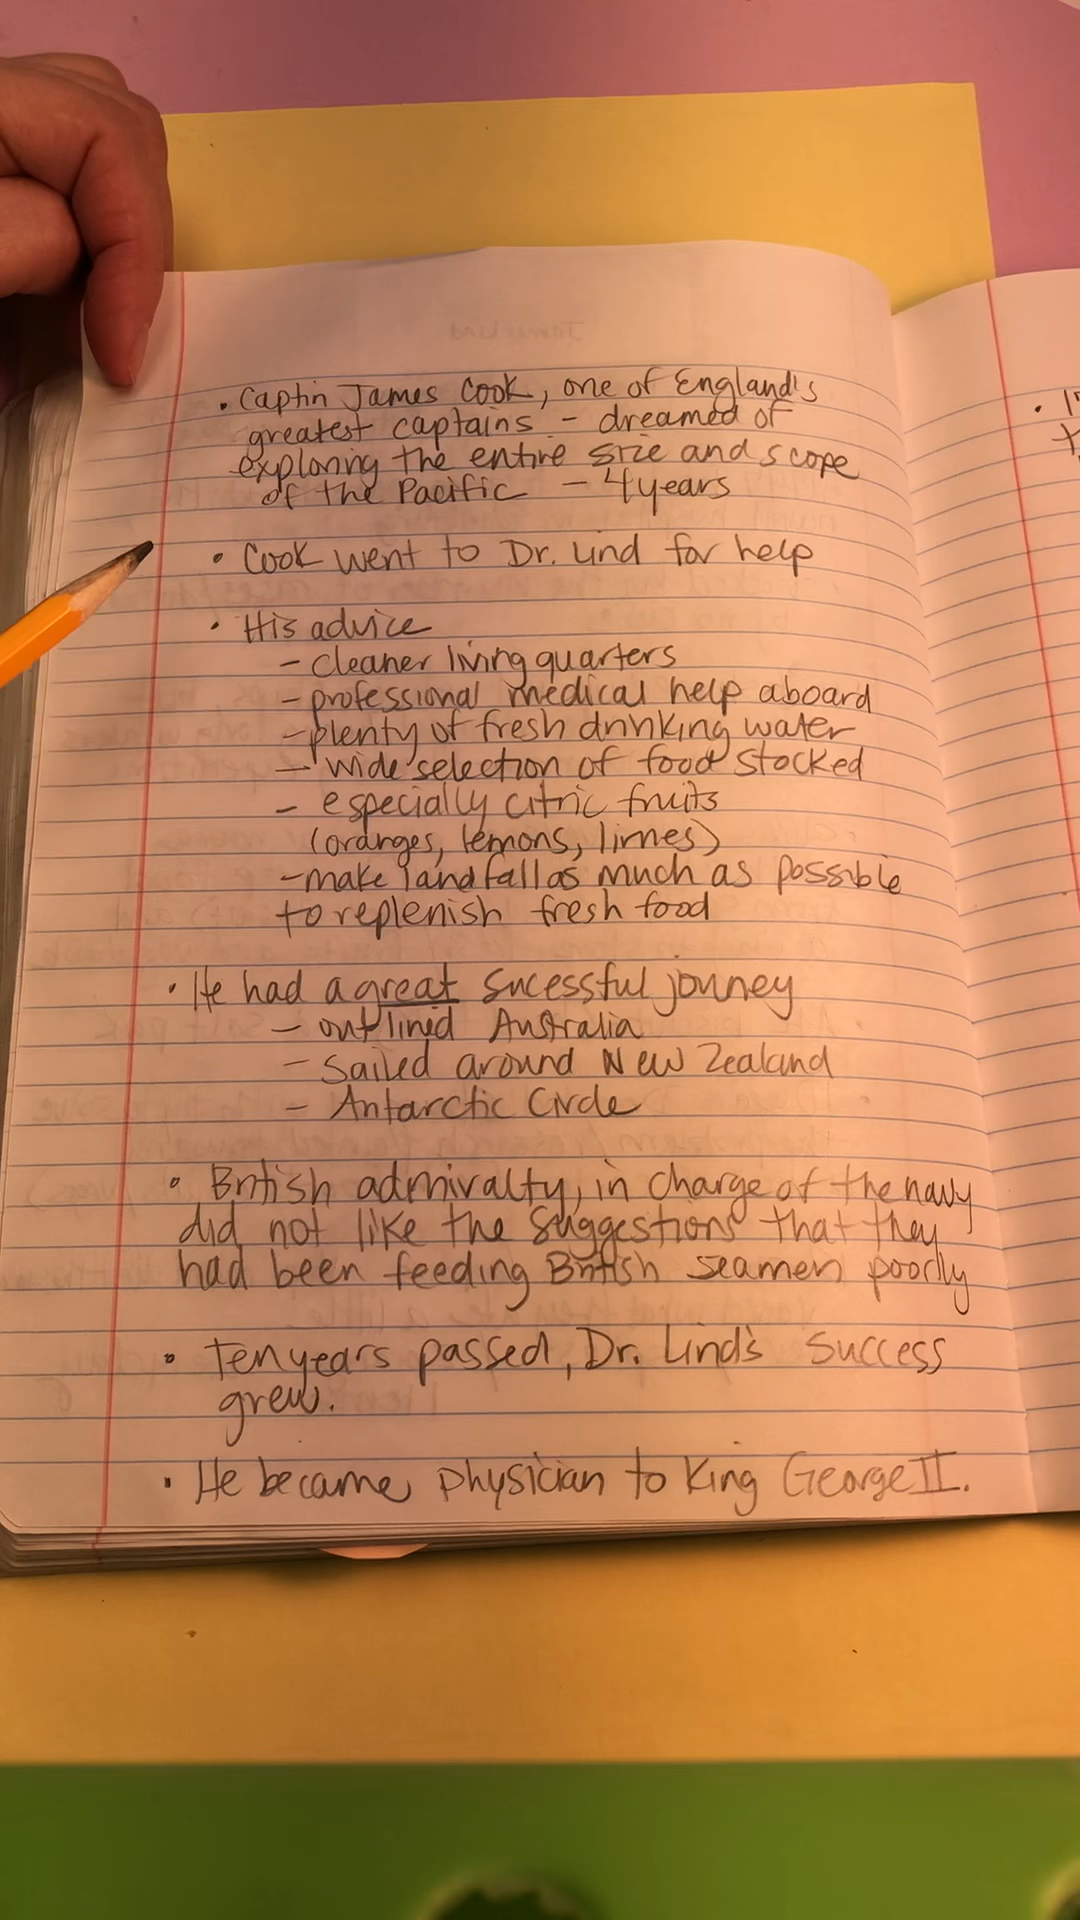 • Captin James Cook, one of England's
greatest captains - dreamed of
exploring the entire size and scope
of the Pacific - 4 years
• Cook went to Dr. Lind for help
• His advice
- cleaner living quarters
- professional medical help aboard
- plenty of fresh drinking water
- wide selection of food stocked
- especially citric fruits
(oranges, lemons, limes)
- make landfall as much as possible
to replenish fresh food
• He had a great sucessful jouney
- outlined Australia
- Sailed around New Zealand
- Antarctic Circle
• British admiralty, in charge of the navy
did not like the suggestions that they
had been feeding British seamen poorly
• Ten years passed, Dr. Lind's success
grew.
• He became physician to King George II.